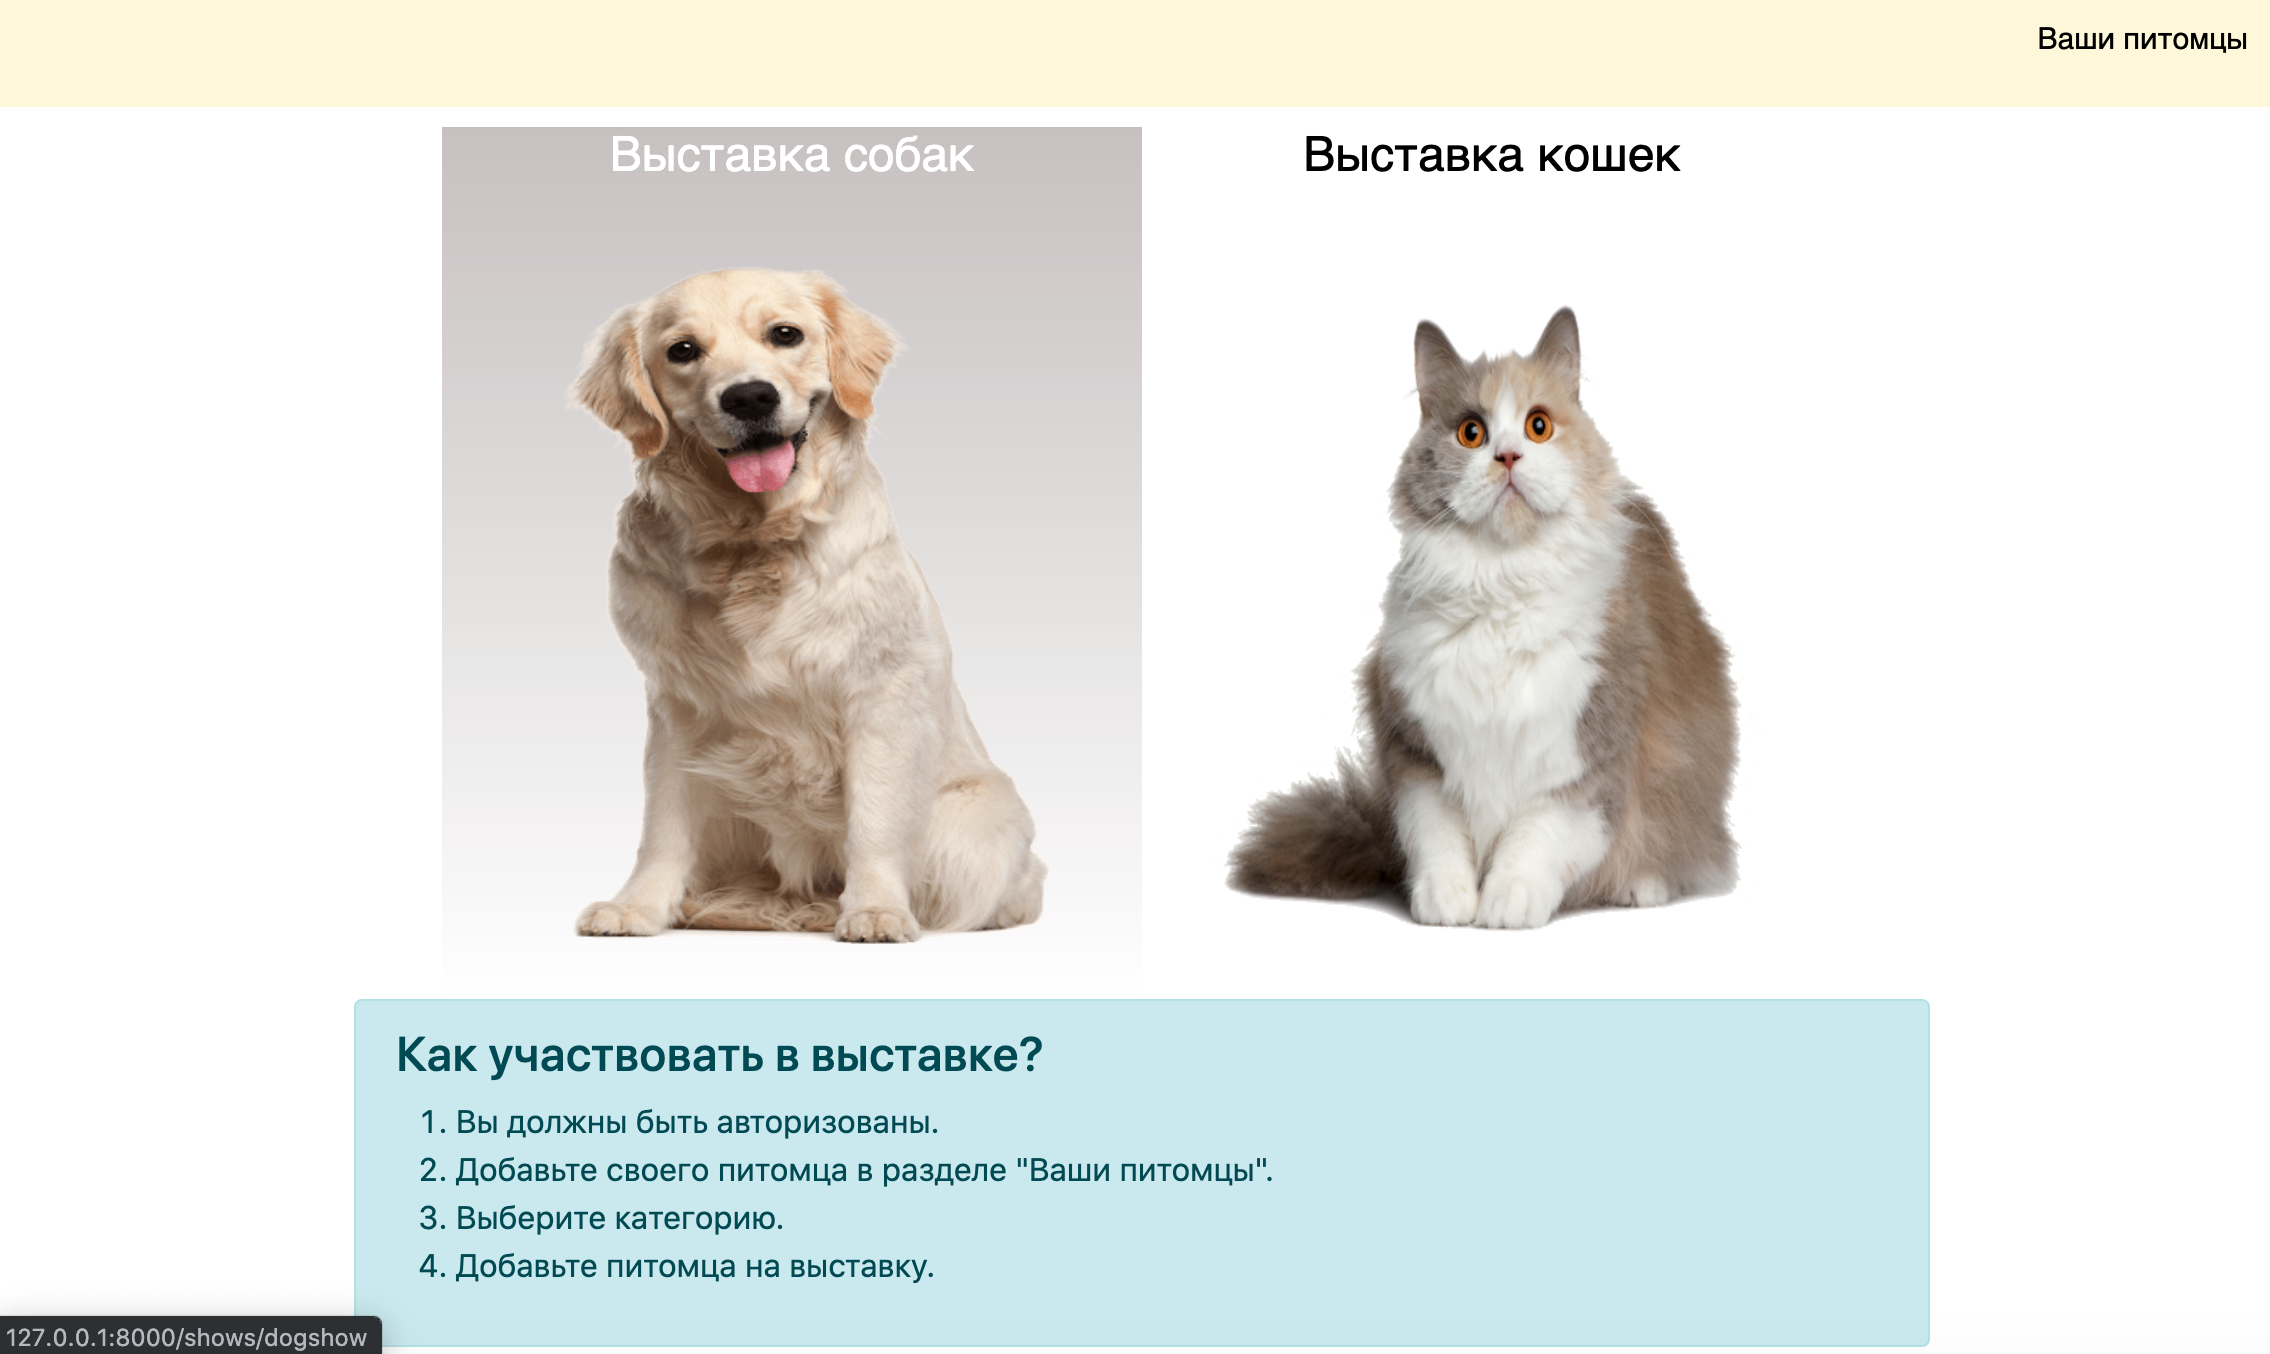 Ваши питомцы
Выставка собак
Выставка кошек
Как участвовать в выставке?
1. Вы должны быть авторизованы.
2. Добавьте своего питомца в разделе "Ваши питомцы".
3. Выберите категорию.
4. Добавьте питомца на выставку.
127.0.0.1:8000/shows/dogshow